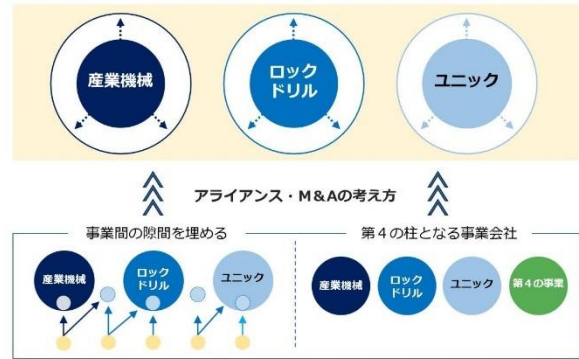 産業機械
ロック
ドリル
ユニック
アライアンス・M&Aの考え方
事業間の隙間を埋める
第４の柱となる事業会社
産業機械
ロック
ドリル
ユニック
産業機械
ロック
ドリル
ユニック
第４の事業